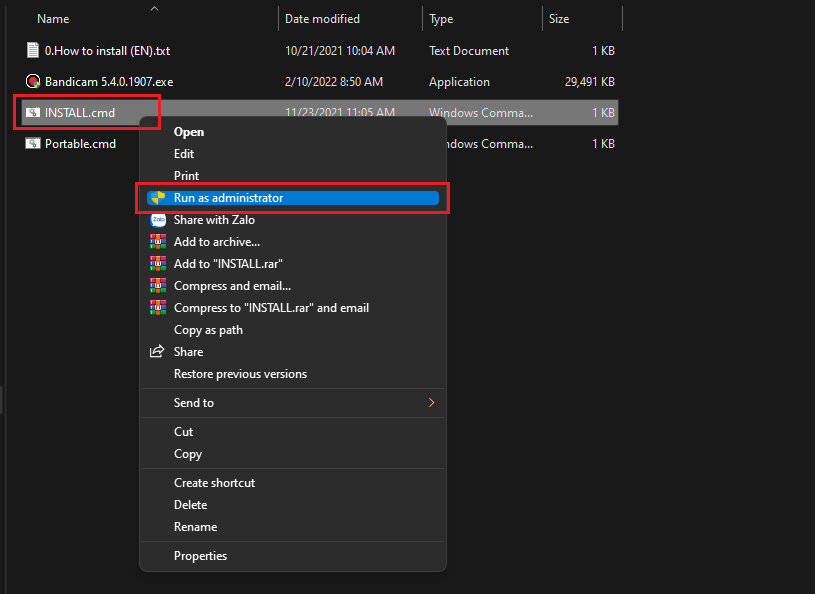 Name Date modified Type Size
0.How to install (EN).txt 10/21/2021 10:04 AM Text Document 1 KB
Bandicam 5.4.0.1907.exe 2/10/2022 8:50 AM Application 29,491 KB
INSTALL.cmd 11/23/2021 11:05 AM Windows Comma... 1 KB
Portable.cmd ndows Comma... 1 KB
Open
Edit
Print
Run as administrator
Zalo Share with Zalo
Add to archive...
Add to "INSTALL.rar"
Compress and email...
Compress to "INSTALL.rar" and email
Copy as path
Share
Restore previous versions
Send to
Cut
Copy
Create shortcut
Delete
Rename
Properties